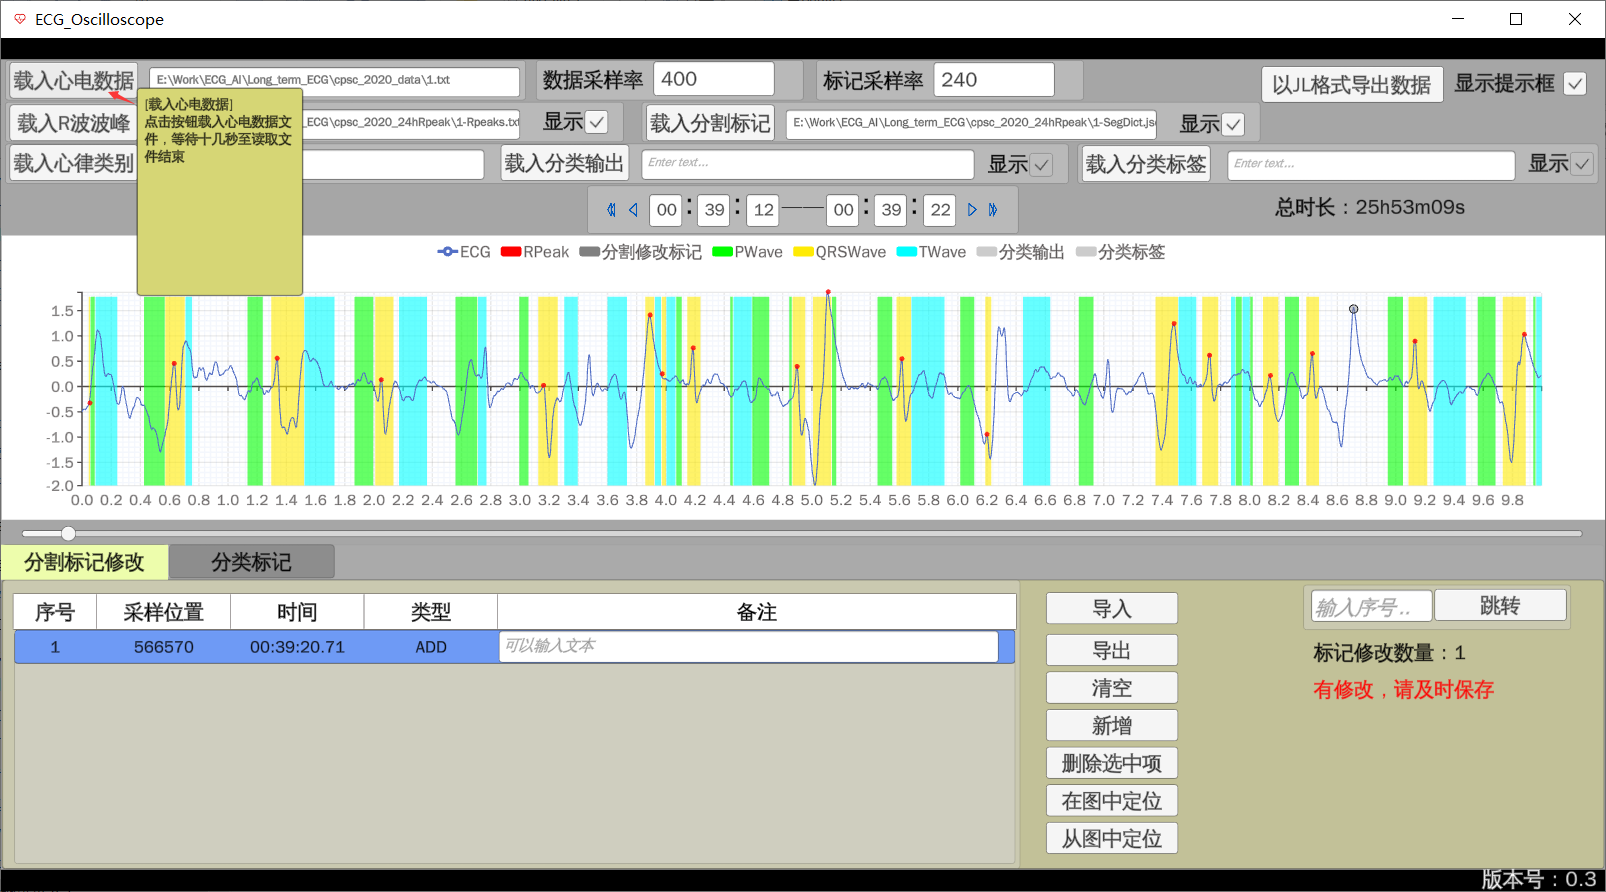 ECG_Oscilloscope
载入心电数据
E:\Work\ECG_AI\Long_term_ECG\cpsc_2020_data\1.txt
数据采样率
400
标记采样率
240
以JL格式导出数据
显示提示框
[载入心电数据]
点击按钮载入心电数据文
件，等待十几秒至读取文
件结束
载入R波波峰
_ECG\cpsc_2020_24hRpeak\1-Rpeaks.txt
显示
载入分割标记
E:\Work\ECG_AI\Long_term_ECG\cpsc_2020_24hRpeak\1-SegDict.js
显示
载入心律类别
载入分类输出
Enter text...
显示
载入分类标签
Enter text...
显示
00 : 39 : 12 —— 00 : 39 : 22
总时长：25h53m09s
ECG RPeak 分割修改标记 PWave QRSWave TWave 分类输出 分类标签
1.5
1.0
0.5
0.0
-0.5
-1.0
-1.5
-2.0
0.0 0.2 0.4 0.6 0.8 1.0 1.2 1.4 1.6 1.8 2.0 2.2 2.4 2.6 2.8 3.0 3.2 3.4 3.6 3.8 4.0 4.2 4.4 4.6 4.8 5.0 5.2 5.4 5.6 5.8 6.0 6.2 6.4 6.6 6.8 7.0 7.2 7.4 7.6 7.8 8.0 8.2 8.4 8.6 8.8 9.0 9.2 9.4 9.6 9.8
分割标记修改
分类标记
序号 采样位置 时间 类型 备注
1 566570 00:39:20.71 ADD 可以输入文本
导入
导出
清空
新增
删除选中项
在图中定位
从图中定位
输入序号..
跳转
标记修改数量：1
有修改，请及时保存
版本号：0.3